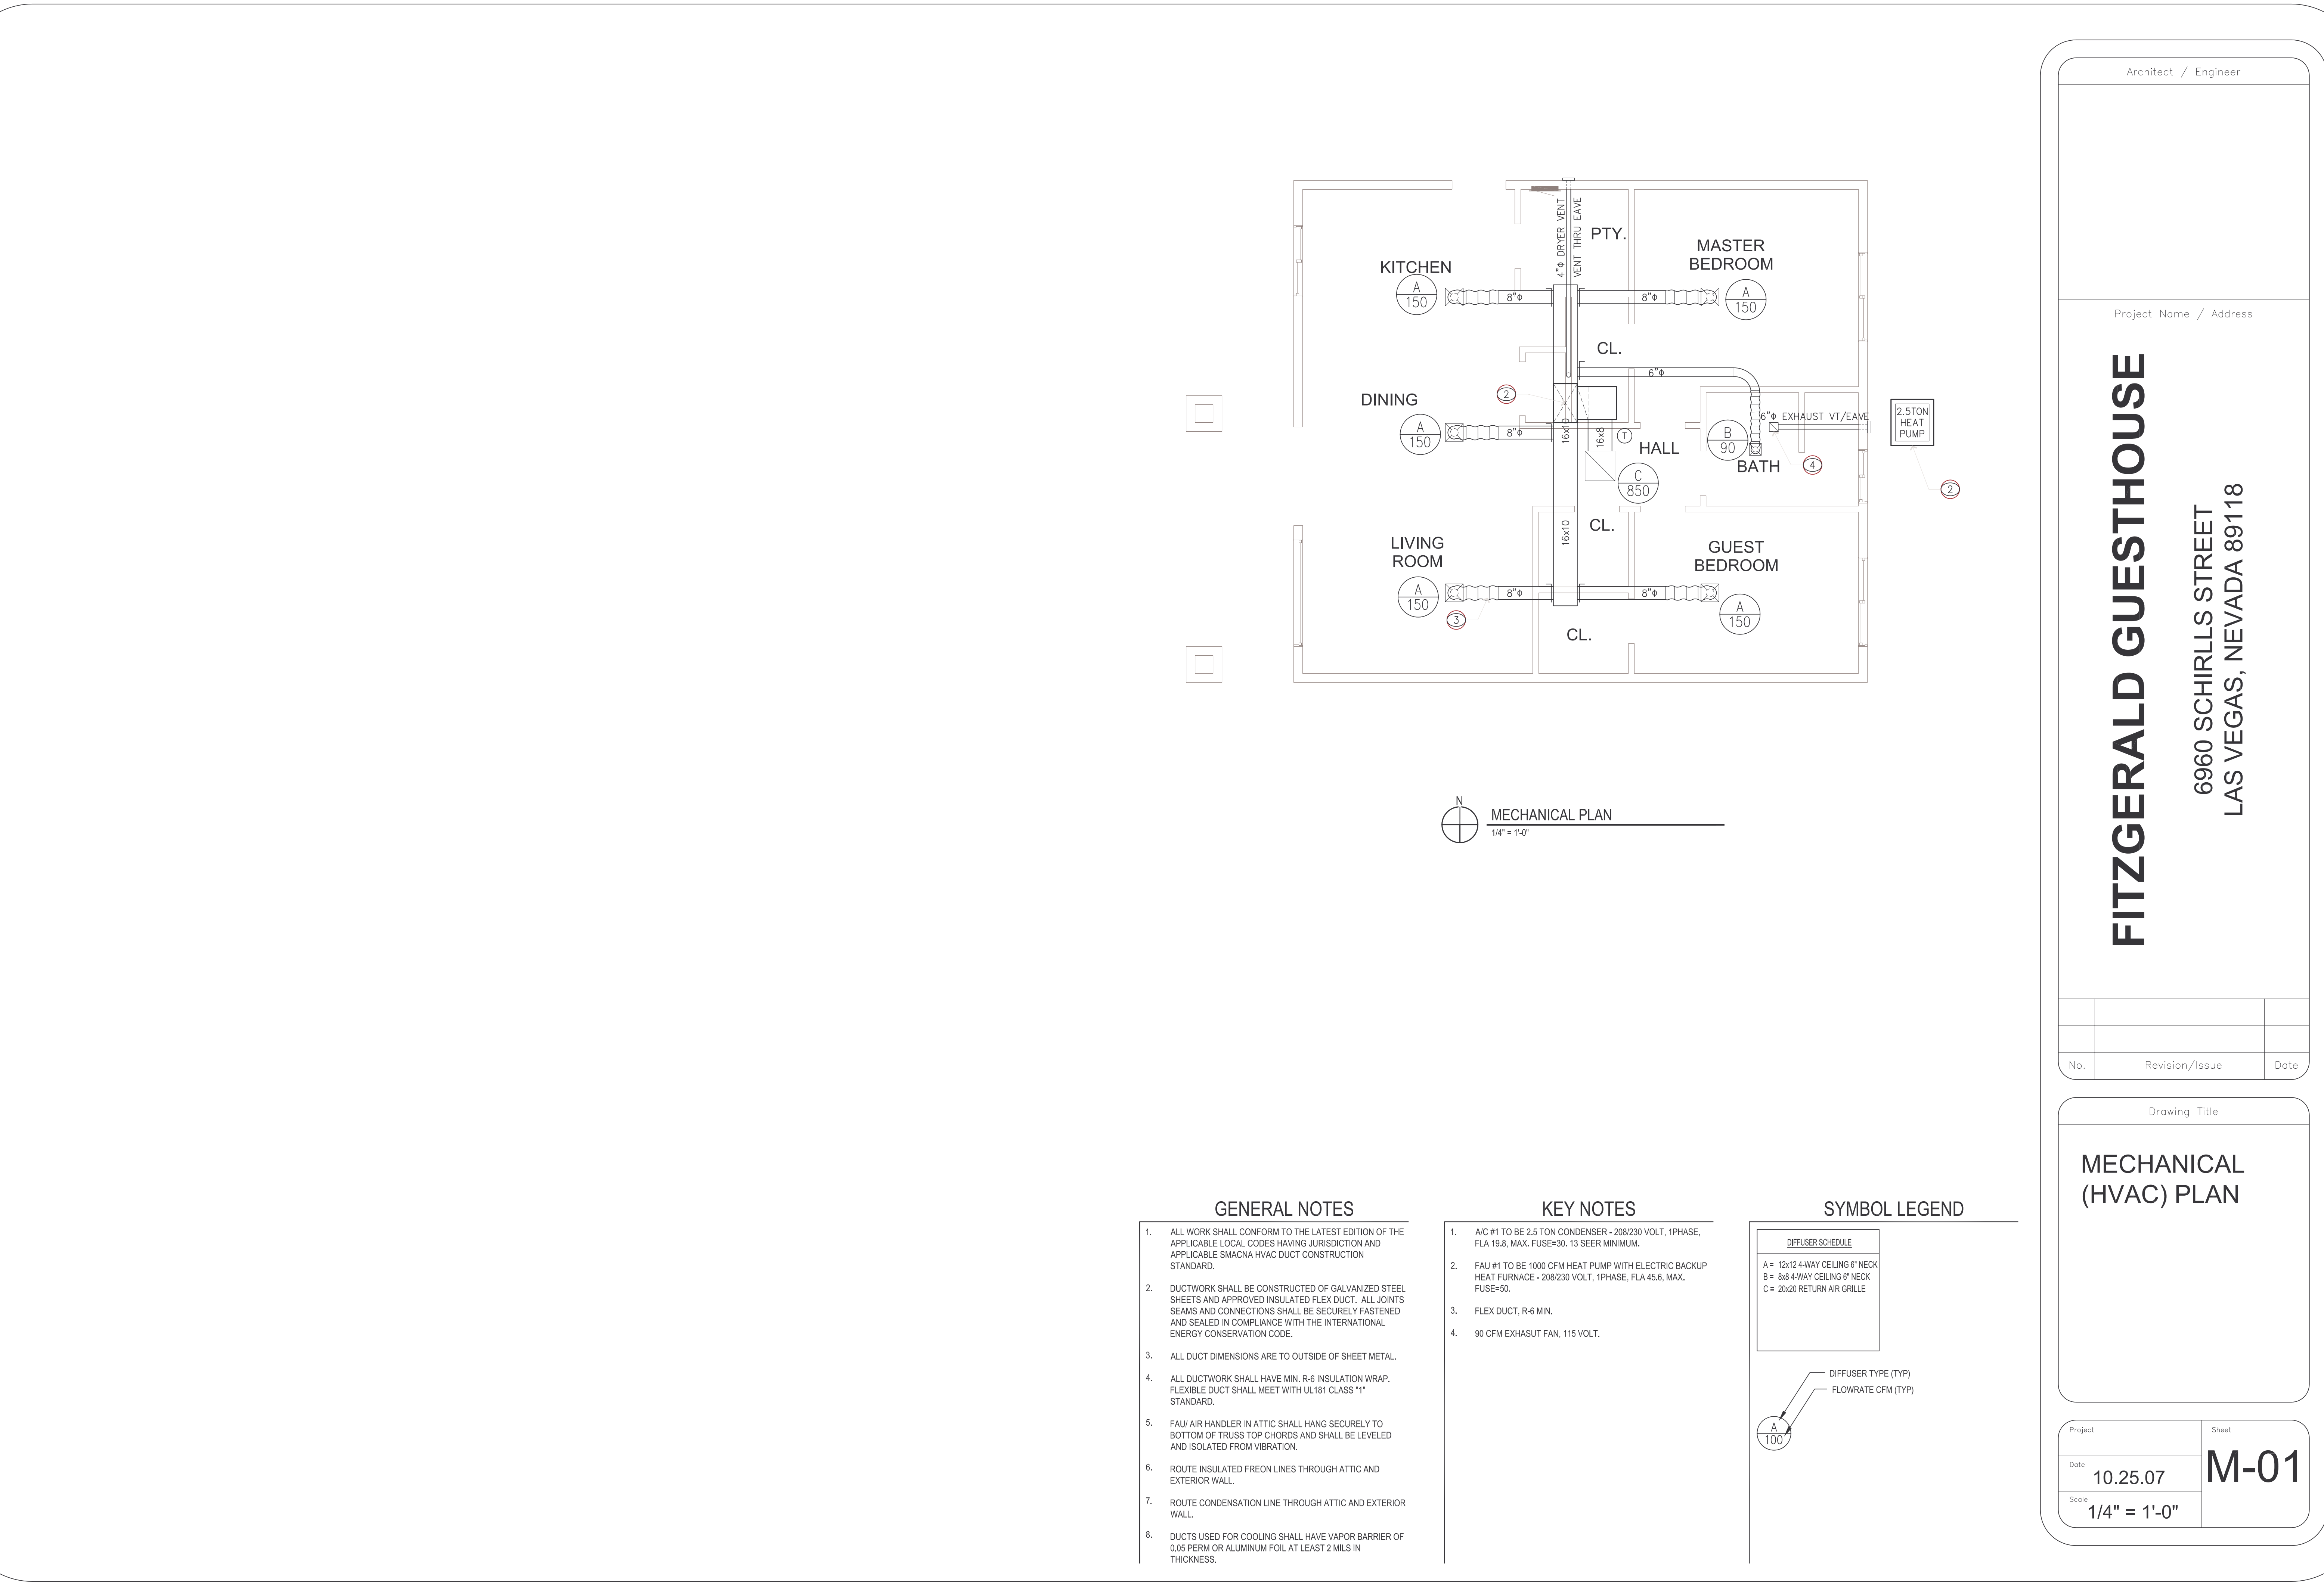 4"Φ DRYER VENT
VENT THRU EAVE
PTY.
MASTER
BEDROOM
KITCHEN
A
150
8"Φ
8"Φ
A
150
CL.
6"Φ
2
DINING
A
150
8"Φ
16x10
16x8
T
HALL
C
850
B
90
BATH
6"Φ EXHAUST VT/EAVE
4
2.5TON
HEAT
PUMP
2
LIVING
ROOM
A
150
8"Φ
3
16x10
CL.
8"Φ
GUEST
BEDROOM
A
150
CL.
N
MECHANICAL PLAN
1/4" = 1'-0"
GENERAL NOTES
1. ALL WORK SHALL CONFORM TO THE LATEST EDITION OF THE
APPLICABLE LOCAL CODES HAVING JURISDICTION AND
APPLICABLE SMACNA HVAC DUCT CONSTRUCTION
STANDARD.
2. DUCTWORK SHALL BE CONSTRUCTED OF GALVANIZED STEEL
SHEETS AND APPROVED INSULATED FLEX DUCT, ALL JOINTS
SEAMS AND CONNECTIONS SHALL BE SECURELY FASTENED
AND SEALED IN COMPLIANCE WITH THE INTERNATIONAL
ENERGY CONSERVATION CODE.
3. ALL DUCT DIMENSIONS ARE TO OUTSIDE OF SHEET METAL.
4. ALL DUCTWORK SHALL HAVE MIN. R-6 INSULATION WRAP.
FLEXIBLE DUCT SHALL MEET WITH UL181 CLASS "1"
STANDARD.
5. FAU/ AIR HANDLER IN ATTIC SHALL HANG SECURELY TO
BOTTOM OF TRUSS TOP CHORDS AND SHALL BE LEVELED
AND ISOLATED FROM VIBRATION.
6. ROUTE INSULATED FREON LINES THROUGH ATTIC AND
EXTERIOR WALL.
7. ROUTE CONDENSATION LINE THROUGH ATTIC AND EXTERIOR
WALL.
8. DUCTS USED FOR COOLING SHALL HAVE VAPOR BARRIER OF
0.05 PERM OR ALUMINUM FOIL AT LEAST 2 MILS IN
THICKNESS.
KEY NOTES
1. A/C #1 TO BE 2.5 TON CONDENSER - 208/230 VOLT, 1PHASE,
FLA 19.8, MAX. FUSE=30. 13 SEER MINIMUM.
2. FAU #1 TO BE 1000 CFM HEAT PUMP WITH ELECTRIC BACKUP
HEAT FURNACE - 208/230 VOLT, 1PHASE, FLA 45.6, MAX.
FUSE=50.
3. FLEX DUCT, R-6 MIN.
4. 90 CFM EXHASUT FAN, 115 VOLT.
SYMBOL LEGEND
DIFFUSER SCHEDULE
A = 12x12 4-WAY CEILING 6" NECK
B = 8x8 4-WAY CEILING 6" NECK
C = 20x20 RETURN AIR GRILLE
DIFFUSER TYPE (TYP)
FLOWRATE CFM (TYP)
A
100
Architect / Engineer
Project Name / Address
FITZGERALD GUESTHOUSE
6960 SCHIRLLS STREET
LAS VEGAS, NEVADA 89118
No. Revision/Issue Date
Drawing Title
MECHANICAL
(HVAC) PLAN
Project
Sheet
M-01
Date
10.25.07
Scale
1/4" = 1'-0"